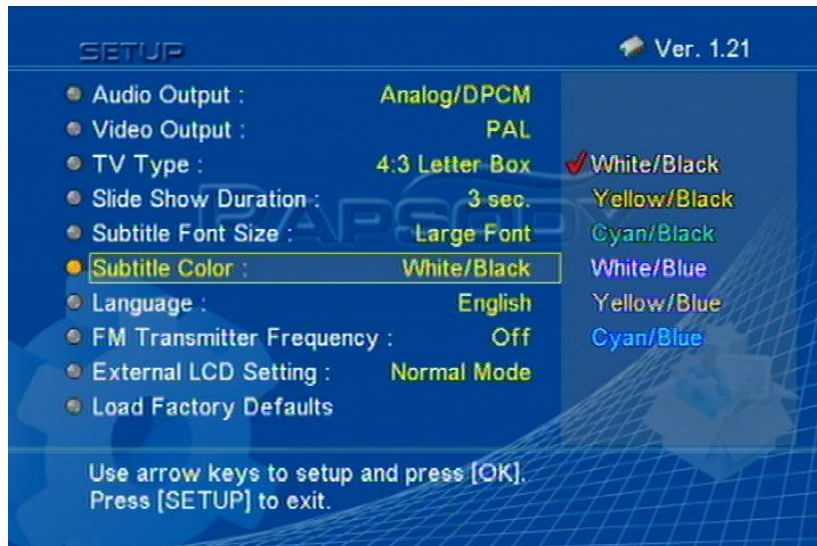 SETUP
Ver. 1.21
Audio Output : Analog/DPCM
Video Output : PAL
TV Type : 4:3 Letter Box
Slide Show Duration : 3 sec.
Subtitle Font Size : Large Font
Subtitle Color : White/Black
Language : English
FM Transmitter Frequency : Off
External LCD Setting : Normal Mode
Load Factory Defaults
White/Black
Yellow/Black
Cyan/Black
White/Blue
Yellow/Blue
Cyan/Blue
RAPSODY
Use arrow keys to setup and press [OK].
Press [SETUP] to exit.